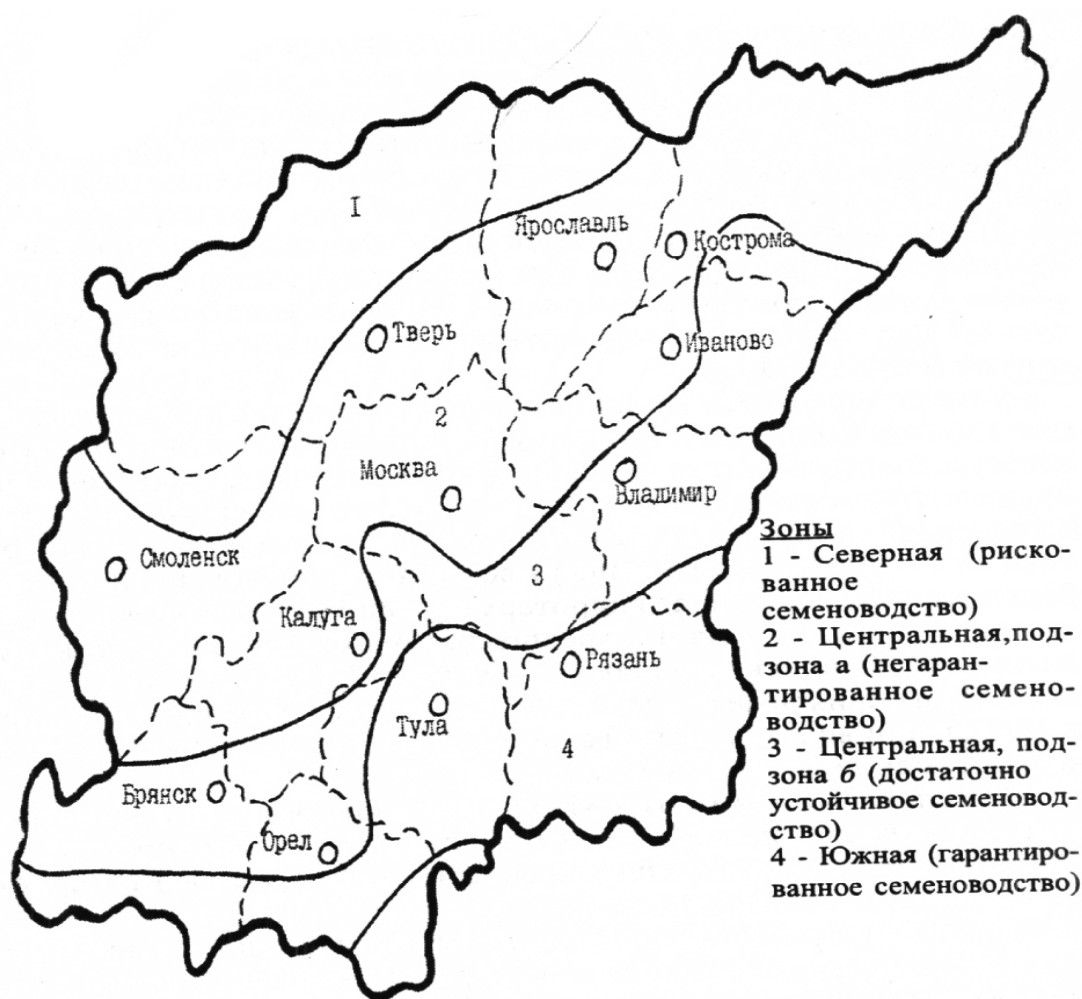 1
Ярославль
Кострома
Тверь
Иваново
2
Москва
Владимир
Смоленск
3
Калуга
Рязань
Тула
4
Брянск
Орел
Зоны
1 - Северная (риско-
ванное
семеноводство)
2 - Центральная,под-
зона а (негаран-
тированное семено-
водство)
3 - Центральная, под-
зона б (достаточно
устойчивое семеновод-
ство)
4 - Южная (гарантиро-
ванное семеноводство)